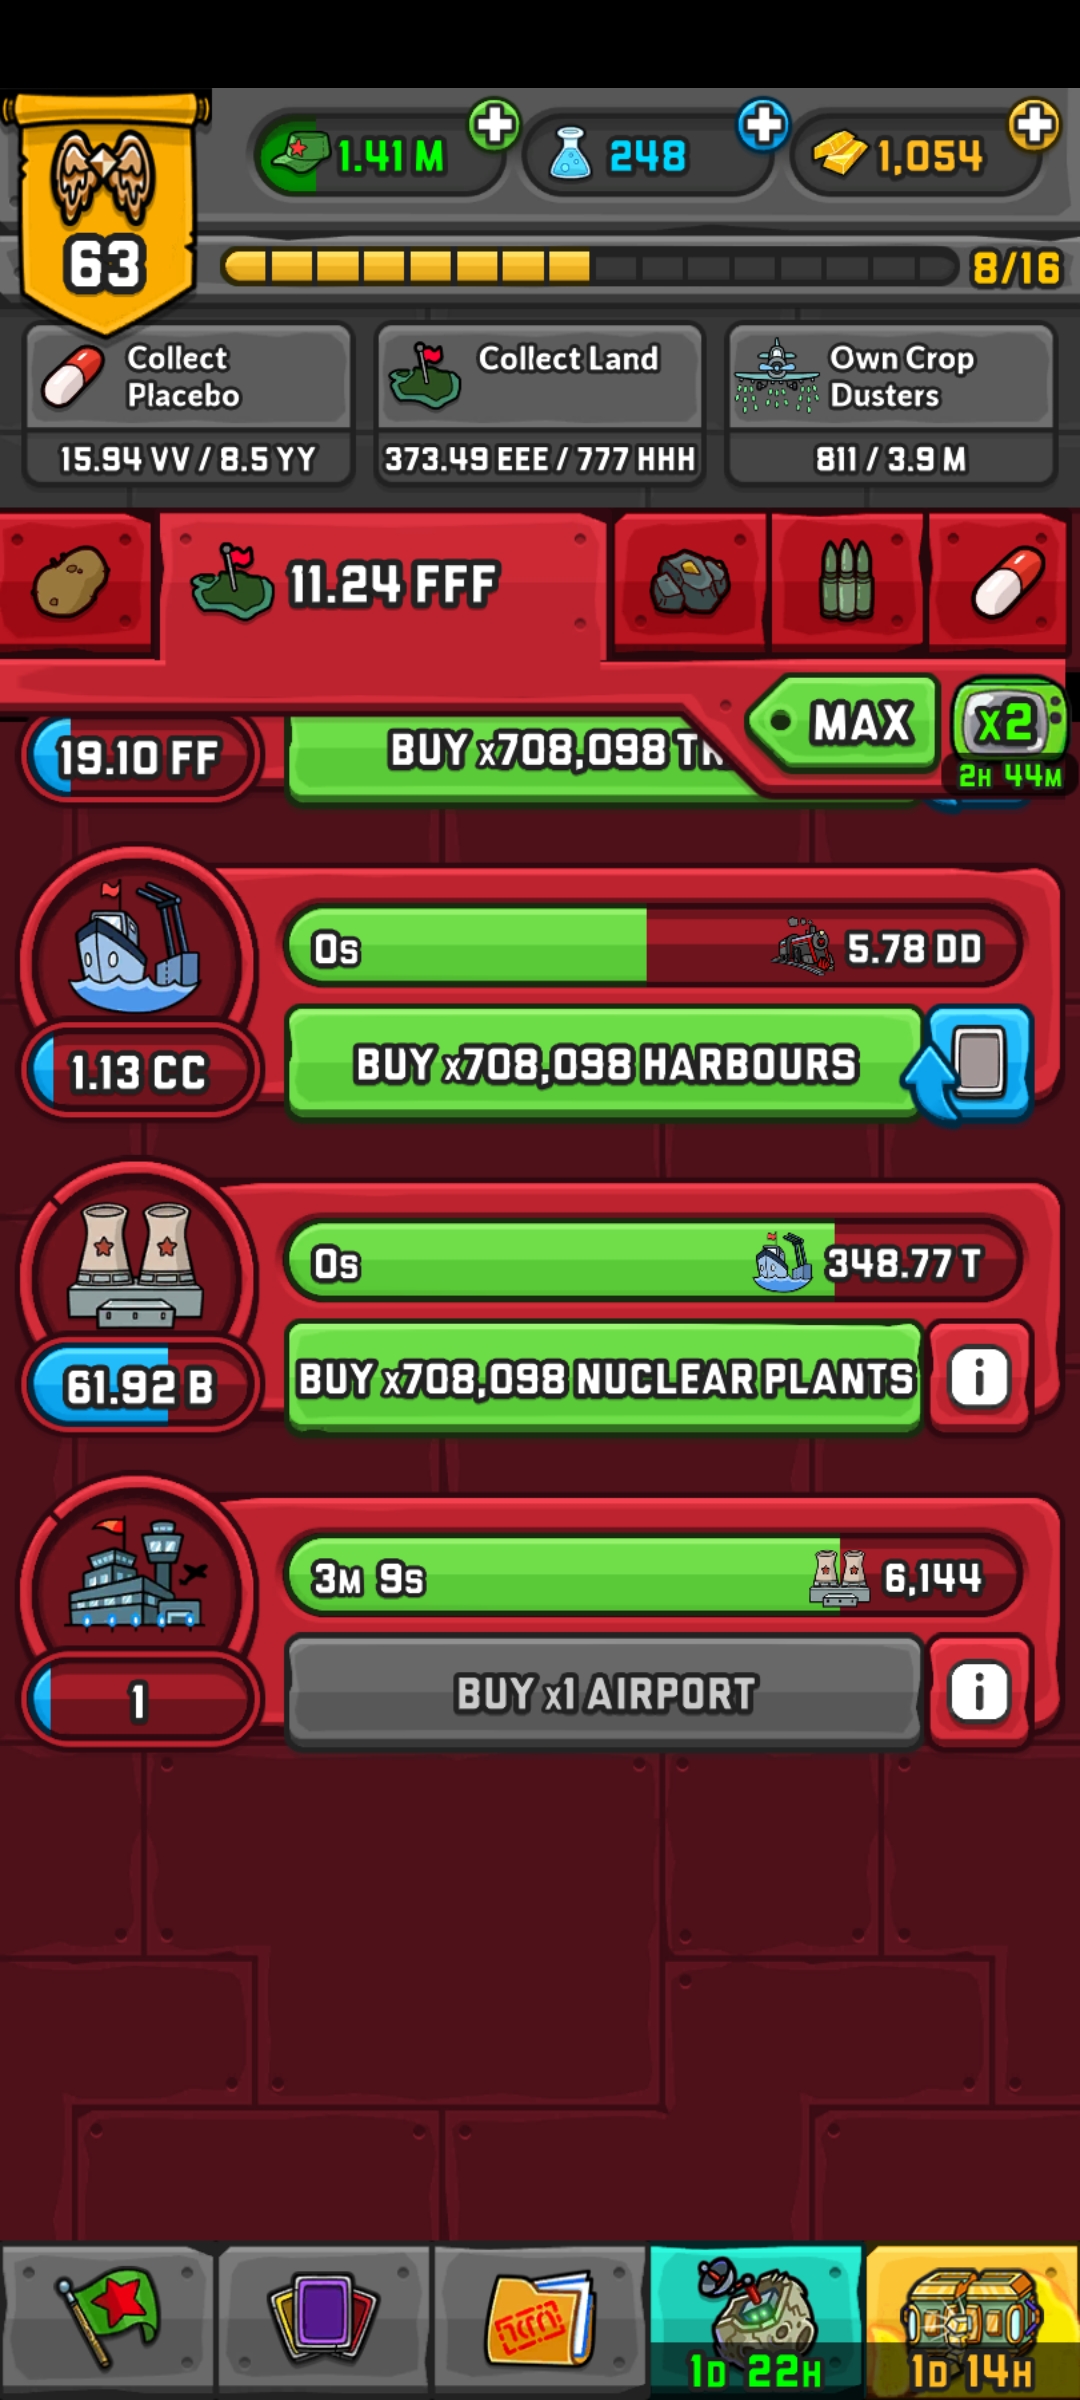 1.41 M
248
1,054
63
8/16
Collect
Placebo
15.94 VV / 8.5 YY
Collect Land
373.49 EEE / 777 HHH
Own Crop
Dusters
811 / 3.9 M
11.24 FFF
MAX
x2
2H 44M
19.10 FF
BUY x708,098
0s
5.78 DD
1.13 CC
BUY x708,098 HARBOURS
0s
348.77 T
61.92 B
BUY x708,098 NUCLEAR PLANTS
i
3M 9s
6,144
1
BUY x1 AIRPORT
i
1D 22H
1D 14H